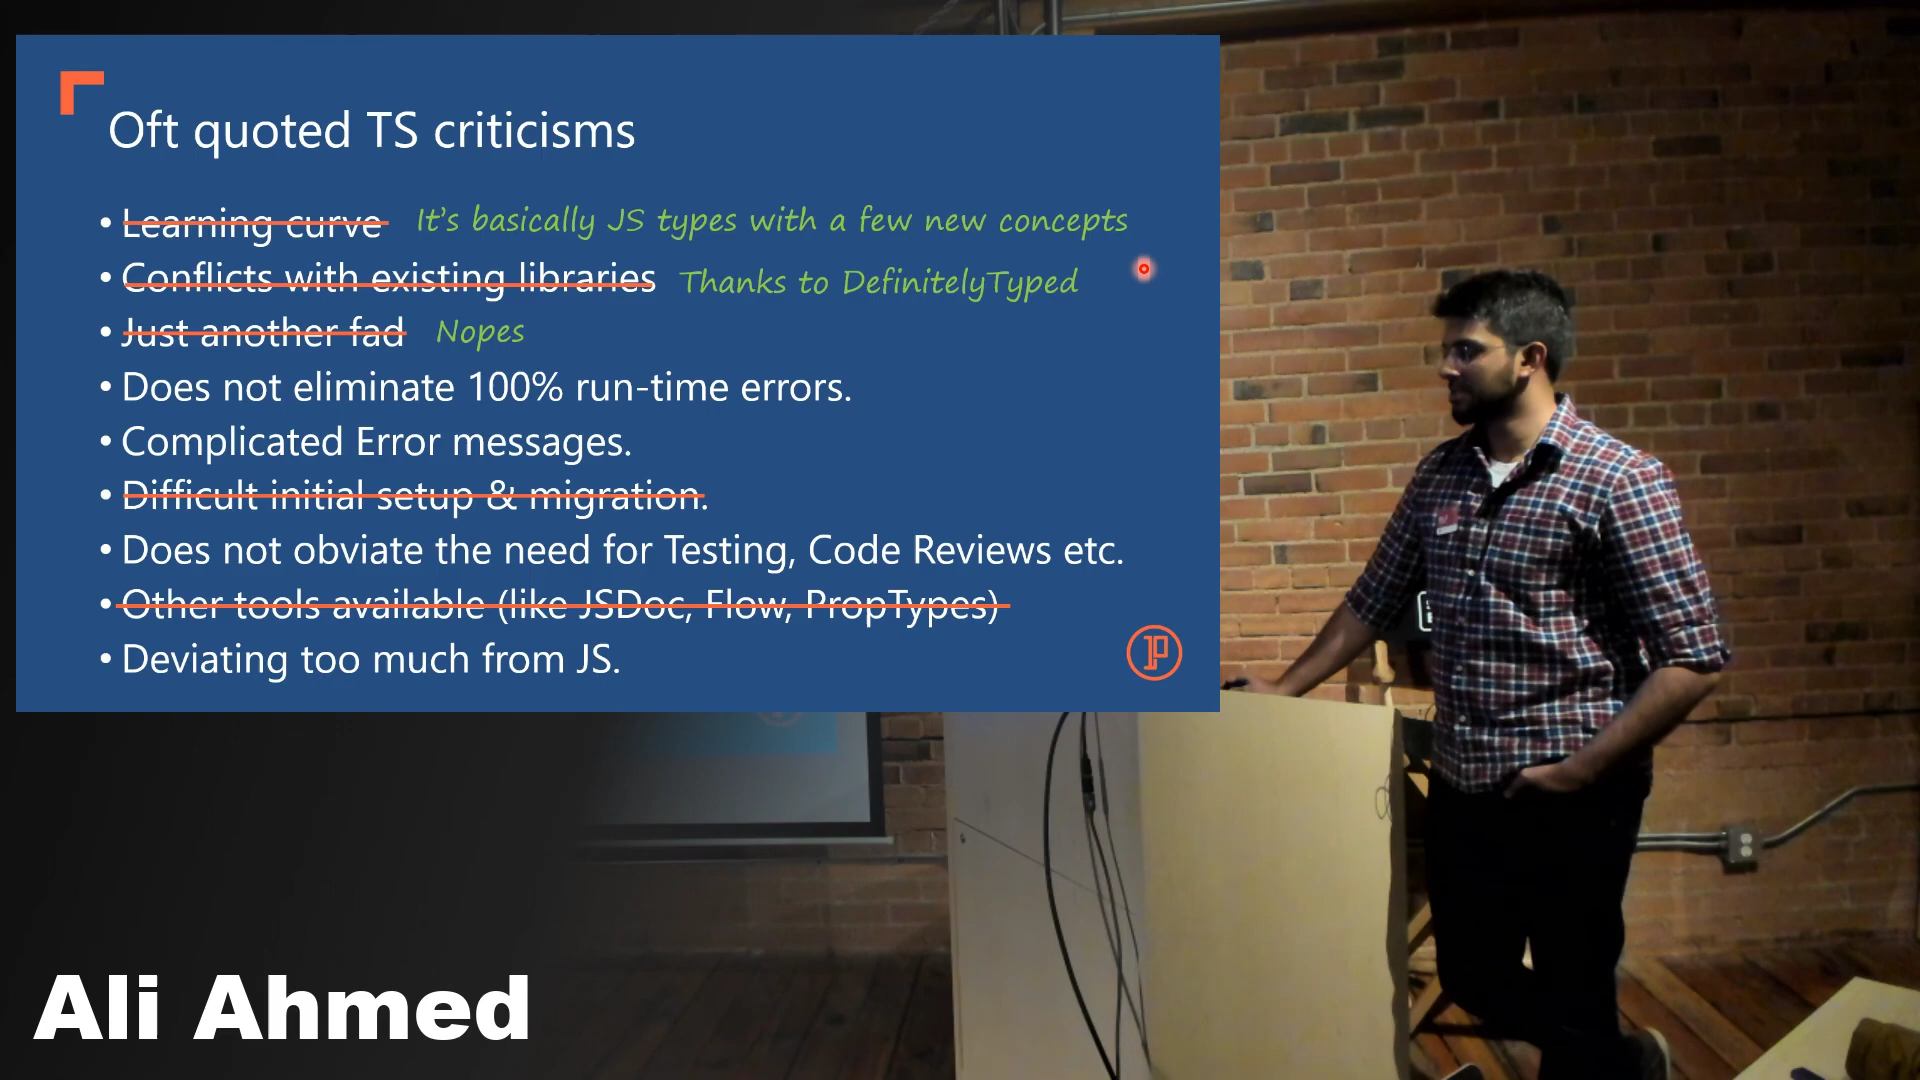 Oft quoted TS criticisms
• Learning curve It's basically JS types with a few new concepts
• Conflicts with existing libraries Thanks to DefinitelyTyped
• Just another fad Nopes
• Does not eliminate 100% run-time errors.
• Complicated Error messages.
• Difficult initial setup & migration.
• Does not obviate the need for Testing, Code Reviews etc.
• Other tools available (like JSDoc, Flow, PropTypes)
• Deviating too much from JS.
Ali Ahmed